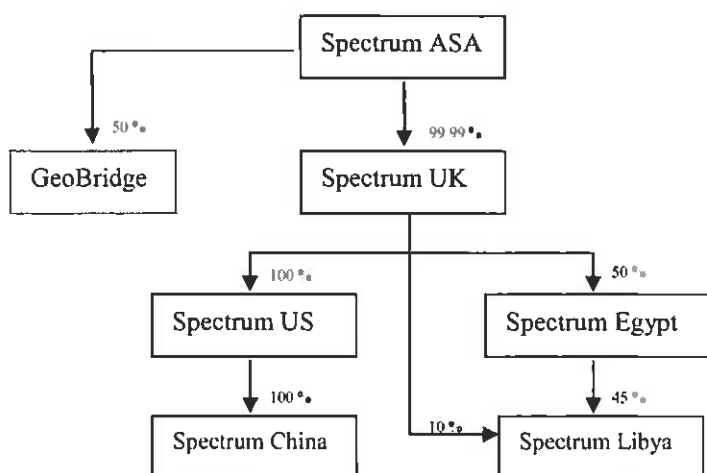 Spectrum ASA
50%
99.99%
GeoBridge
Spectrum UK
100%
50%
Spectrum US
Spectrum Egypt
100%
45%
10%
Spectrum China
Spectrum Libya